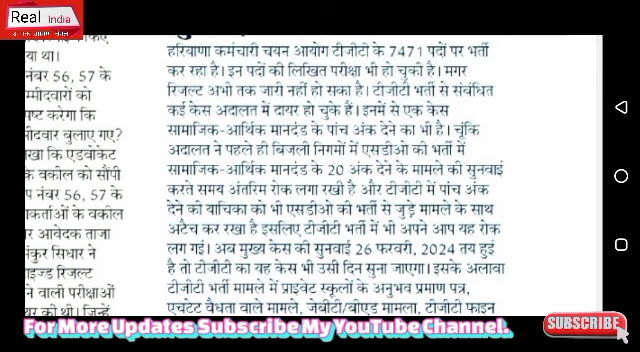 Real India
हरियाणा कर्मचारी चयन आयोग टीजीटी के 7471 पदों पर भर्ती
कर रहा है। इन पदों की लिखित परीक्षा भी हो चुकी है। मगर
रिजल्ट अभी तक जारी नहीं हो सका है। टीजीटी भर्ती से संबंधित
कई केस अदालत में दायर हो चुके हैं। इनमें से एक केस
सामाजिक-आर्थिक मानदंड के पांच अंक देने का भी है। चूंकि
अदालत ने पहले ही बिजली निगमों में एसडीओ की भर्ती में
सामाजिक-आर्थिक मानदंड के 20 अंक देने के मामले की सुनवाई
करते समय अंतरिम रोक लगा रखी है और टीजीटी में पांच अंक
देने की याचिका को भी एसडीओ की भर्ती से जुड़े मामले के साथ
अटैच कर रखा है इसलिए टीजीटी भर्ती में भी अपने आप यह रोक
लग गई। अब मुख्य केस की सुनवाई 26 फरवरी, 2024 तय हुई
है तो टीजीटी का यह केस भी उसी दिन सुना जाएगा। इसके अलावा
टीजीटी भर्ती मामले में प्राइवेट स्कूलों के अनुभव प्रमाण पत्र,
एचटेट वैधता वाले मामले, जेबीटी/बीएड मामला, टीजीटी फाइन
या था।
नंबर 56, 57 के
म्मीदवारों को
पष्ट करेगा कि
मीदवार बुलाए गए?
खा कि एडवोकेट
के वकील को सौंपी
प नंबर 56, 57 के
कर्ताओं के वकील
र आवेदक ताजा
अंकुर सिधार ने
इज्ड रिजल्ट
ने वाली परीक्षाओं
यर की थी। जिन्हें
For More Updates Subscribe My YouTube Channel.
SUBSCRIBE